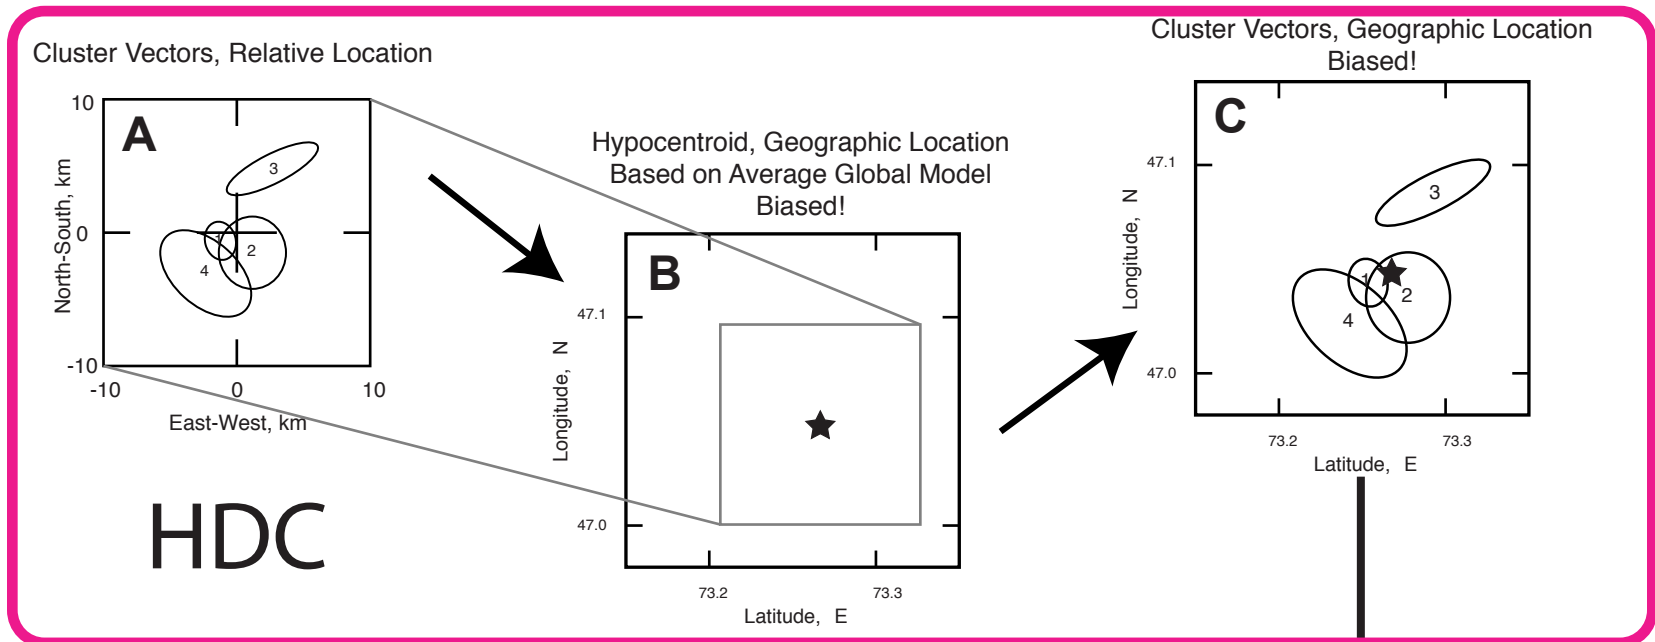 Cluster Vectors, Relative Location
A
10
0
-10
North-South, km
3
1
2
4
-10
0
10
East-West, km
HDC
Hypocentroid, Geographic Location
Based on Average Global Model
Biased!
B
47.1
47.0
Longitude, N
73.2
73.3
Latitude, E
Cluster Vectors, Geographic Location
Biased!
C
47.1
47.0
Longitude, N
3
1
2
4
73.2
73.3
Latitude, E